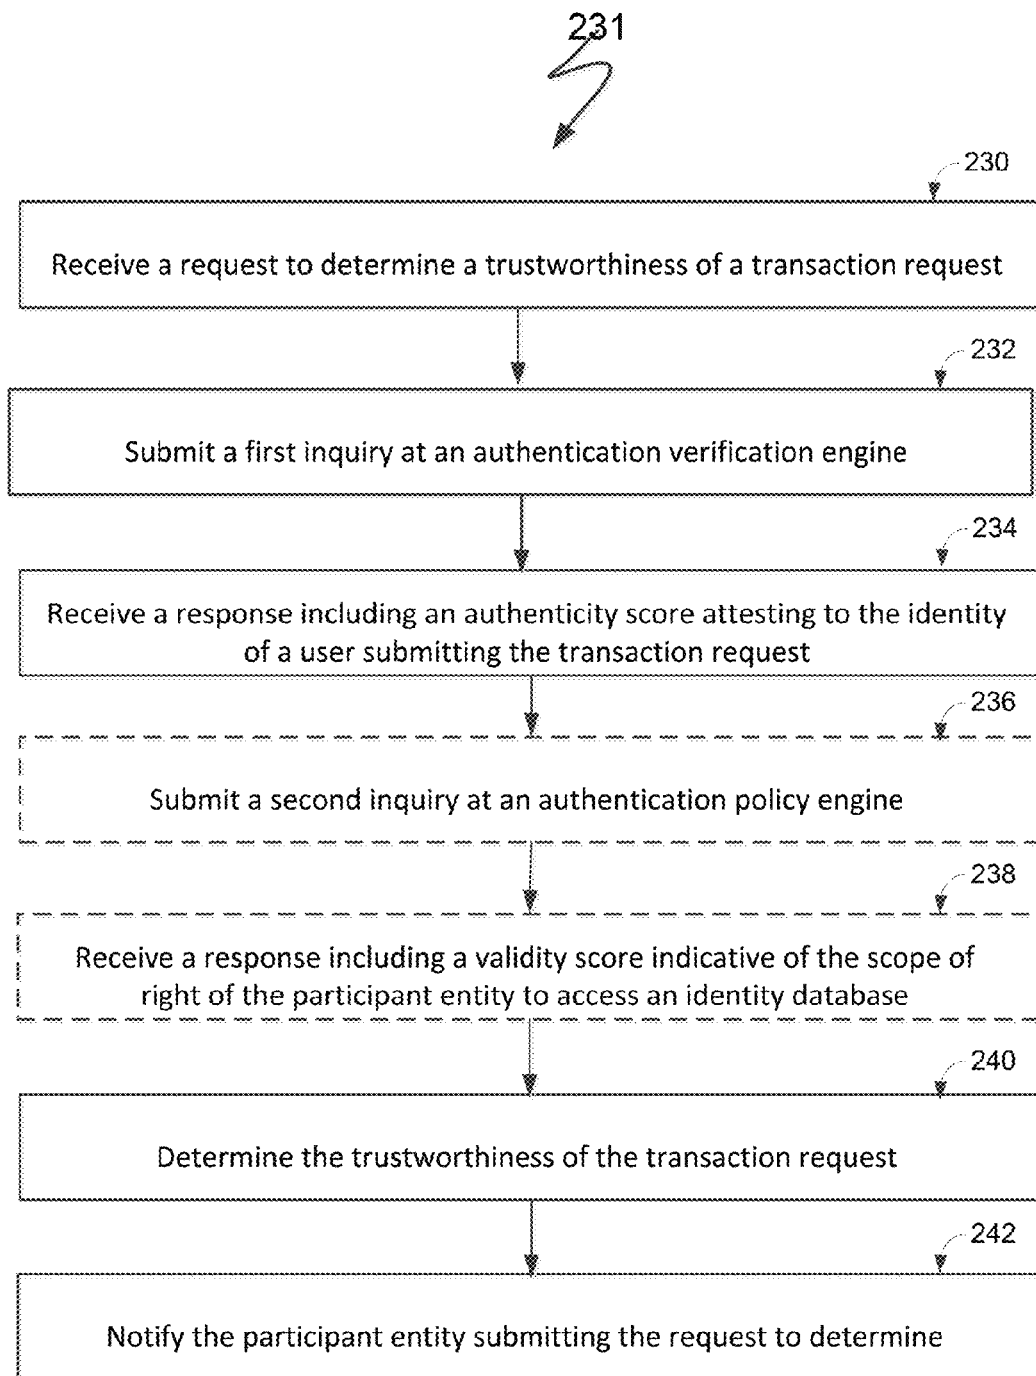 231
230
Receive a request to determine a trustworthiness of a transaction request
232
Submit a first inquiry at an authentication verification engine
234
Receive a response including an authenticity score attesting to the identity
of a user submitting the transaction request
236
Submit a second inquiry at an authentication policy engine
238
Receive a response including a validity score indicative of the scope of
right of the participant entity to access an identity database
240
Determine the trustworthiness of the transaction request
242
Notify the participant entity submitting the request to determine